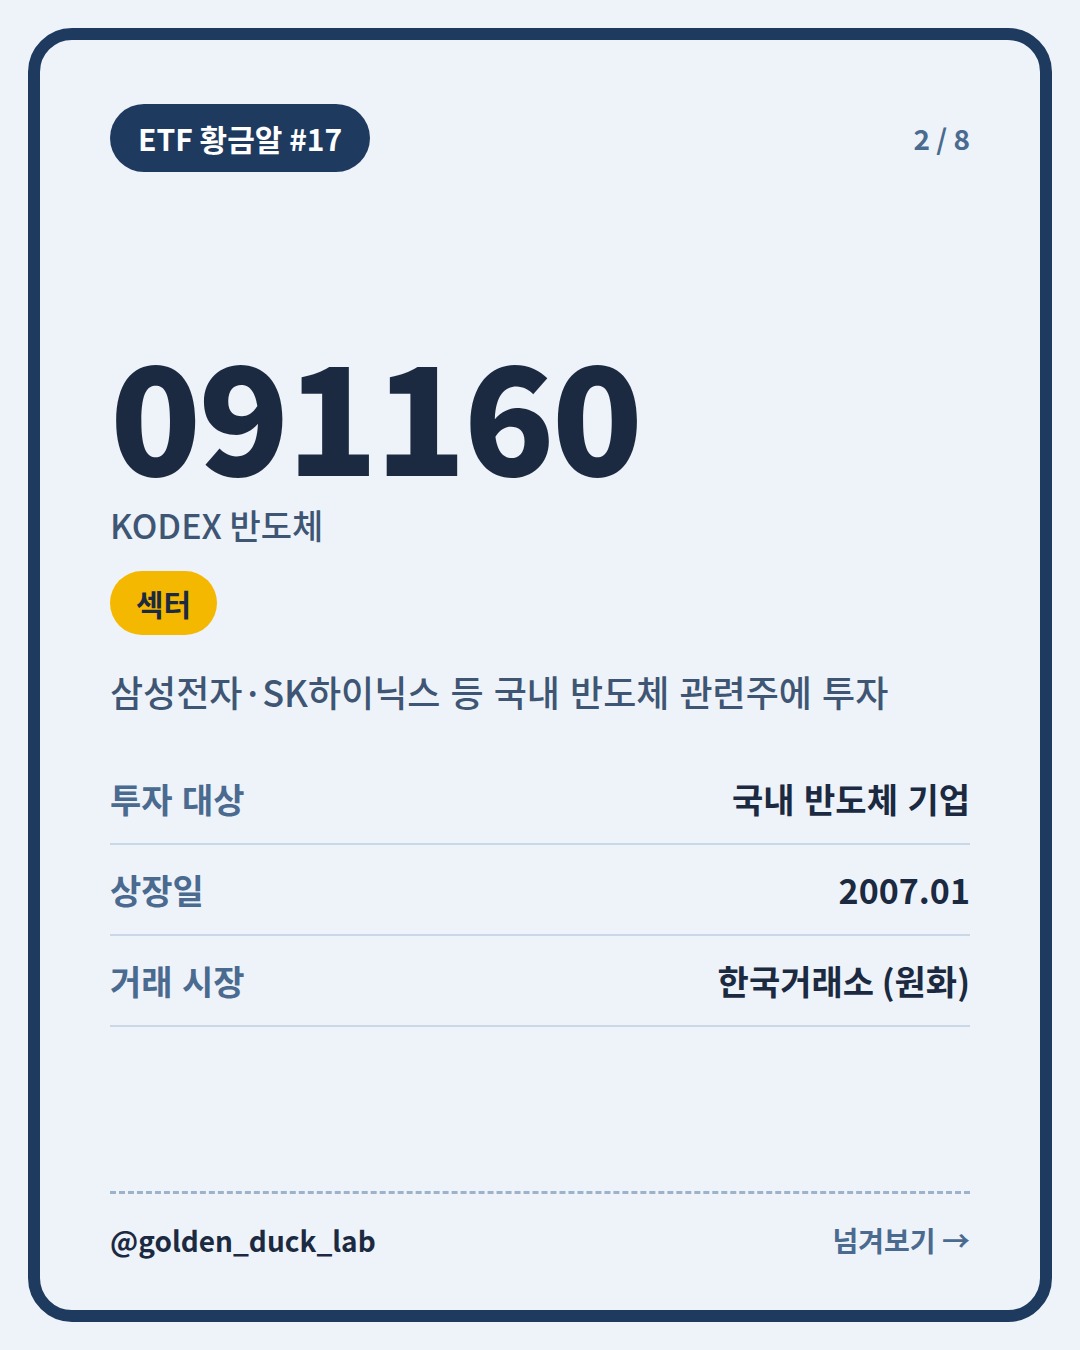 ETF 황금알 #17
2 / 8
091160
KODEX 반도체
섹터
삼성전자·SK하이닉스 등 국내 반도체 관련주에 투자
투자 대상 국내 반도체 기업
상장일 2007.01
거래 시장 한국거래소 (원화)
@golden_duck_lab
넘겨보기 →